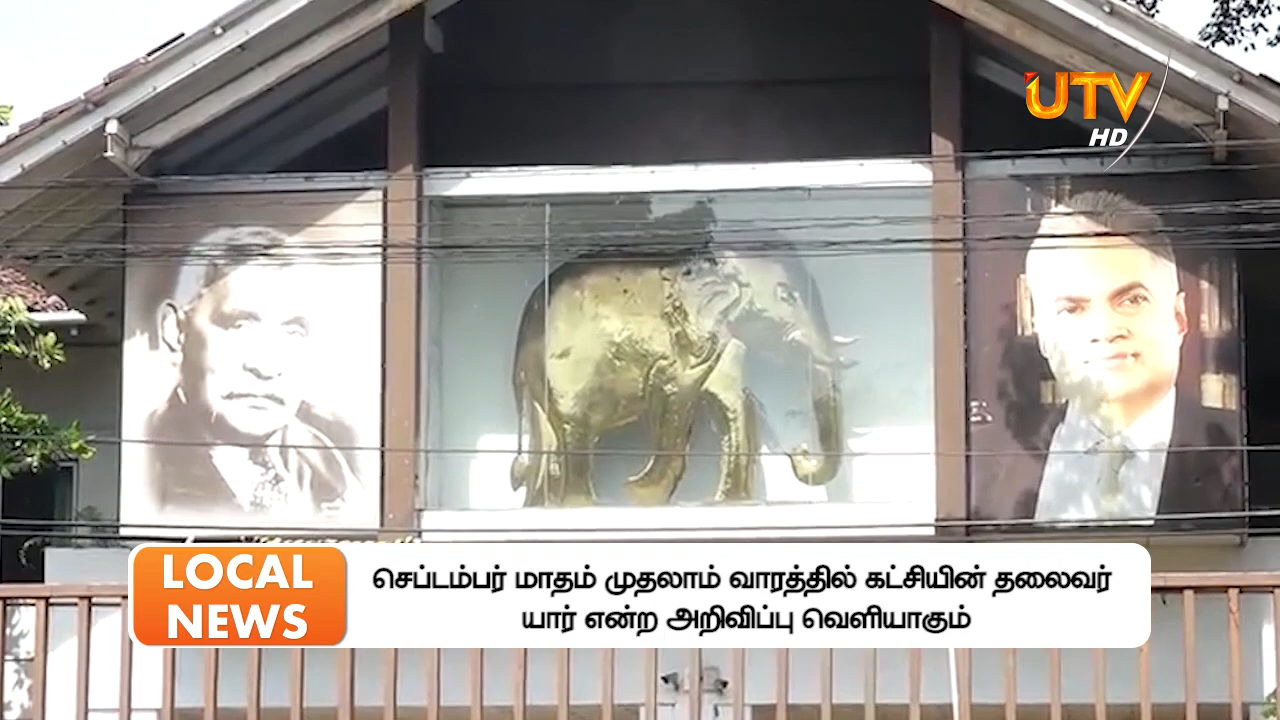 UTV
HD
LOCAL
NEWS
செப்டம்பர் மாதம் முதலாம் வாரத்தில் கட்சியின் தலைவர்
யார் என்ற அறிவிப்பு வெளியாகும்